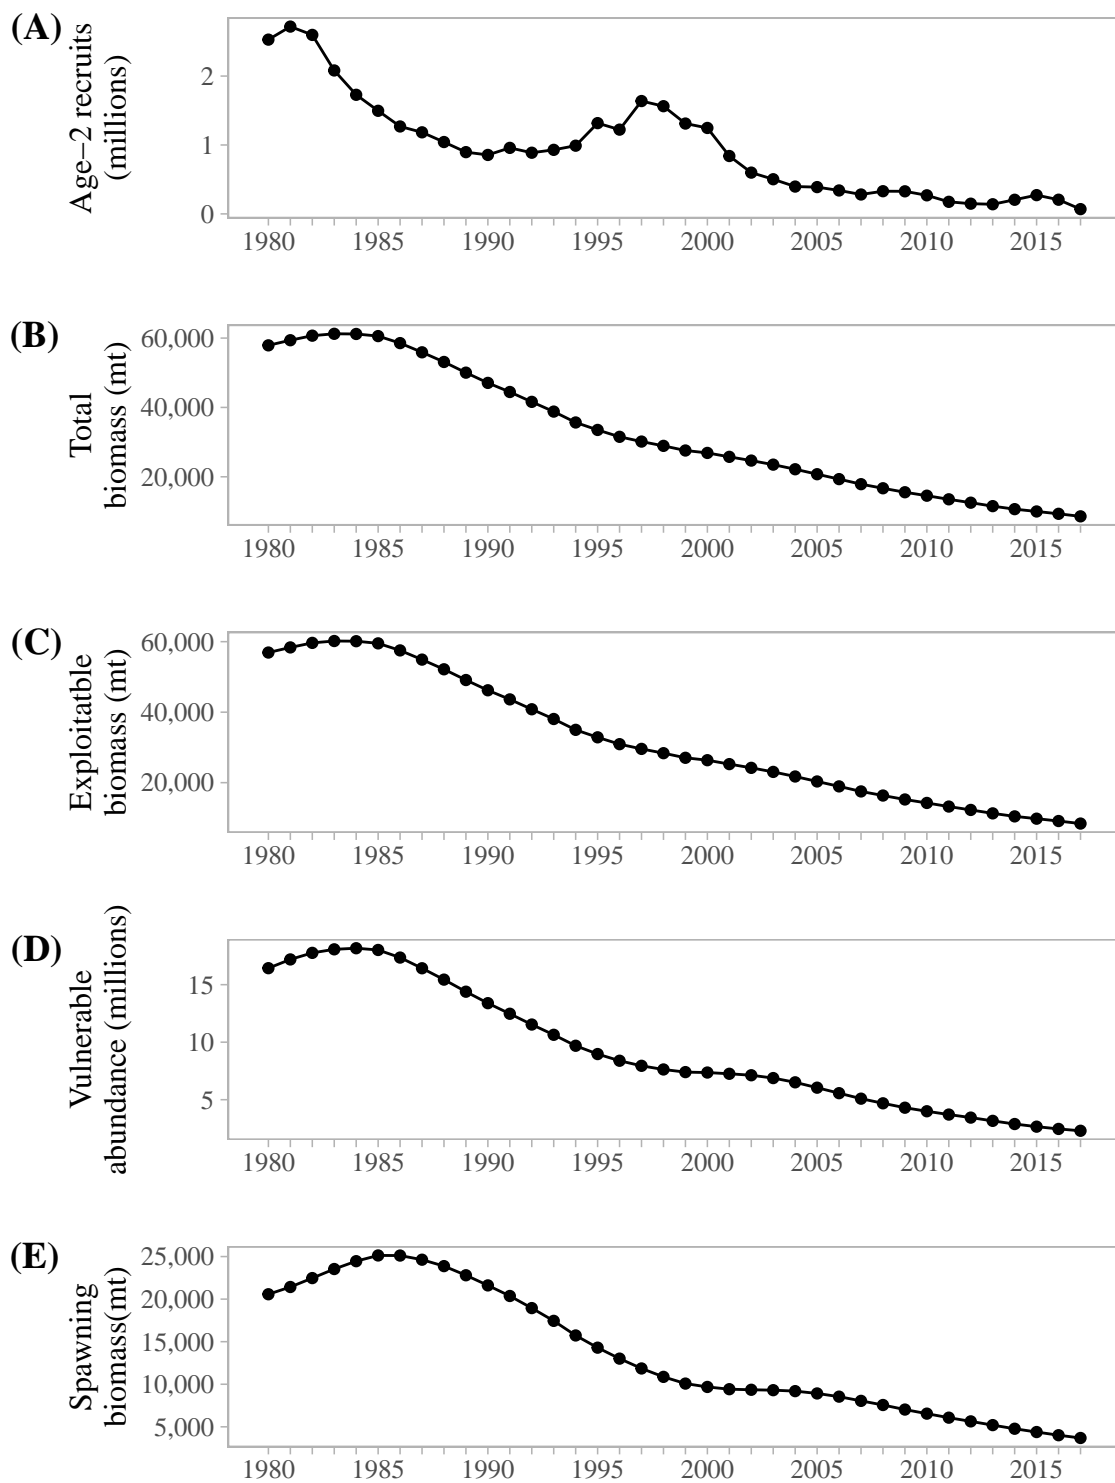 (A)
Age−2 recruits
(millions)
2
1
0
1980 1985 1990 1995 2000 2005 2010 2015
(B)
Total
biomass (mt)
60,000
40,000
20,000
1980 1985 1990 1995 2000 2005 2010 2015
(C)
Exploitatble
biomass (mt)
60,000
40,000
20,000
1980 1985 1990 1995 2000 2005 2010 2015
(D)
Vulnerable
abundance (millions)
15
10
5
1980 1985 1990 1995 2000 2005 2010 2015
(E)
Spawning
biomass(mt)
25,000
20,000
15,000
10,000
5,000
1980 1985 1990 1995 2000 2005 2010 2015